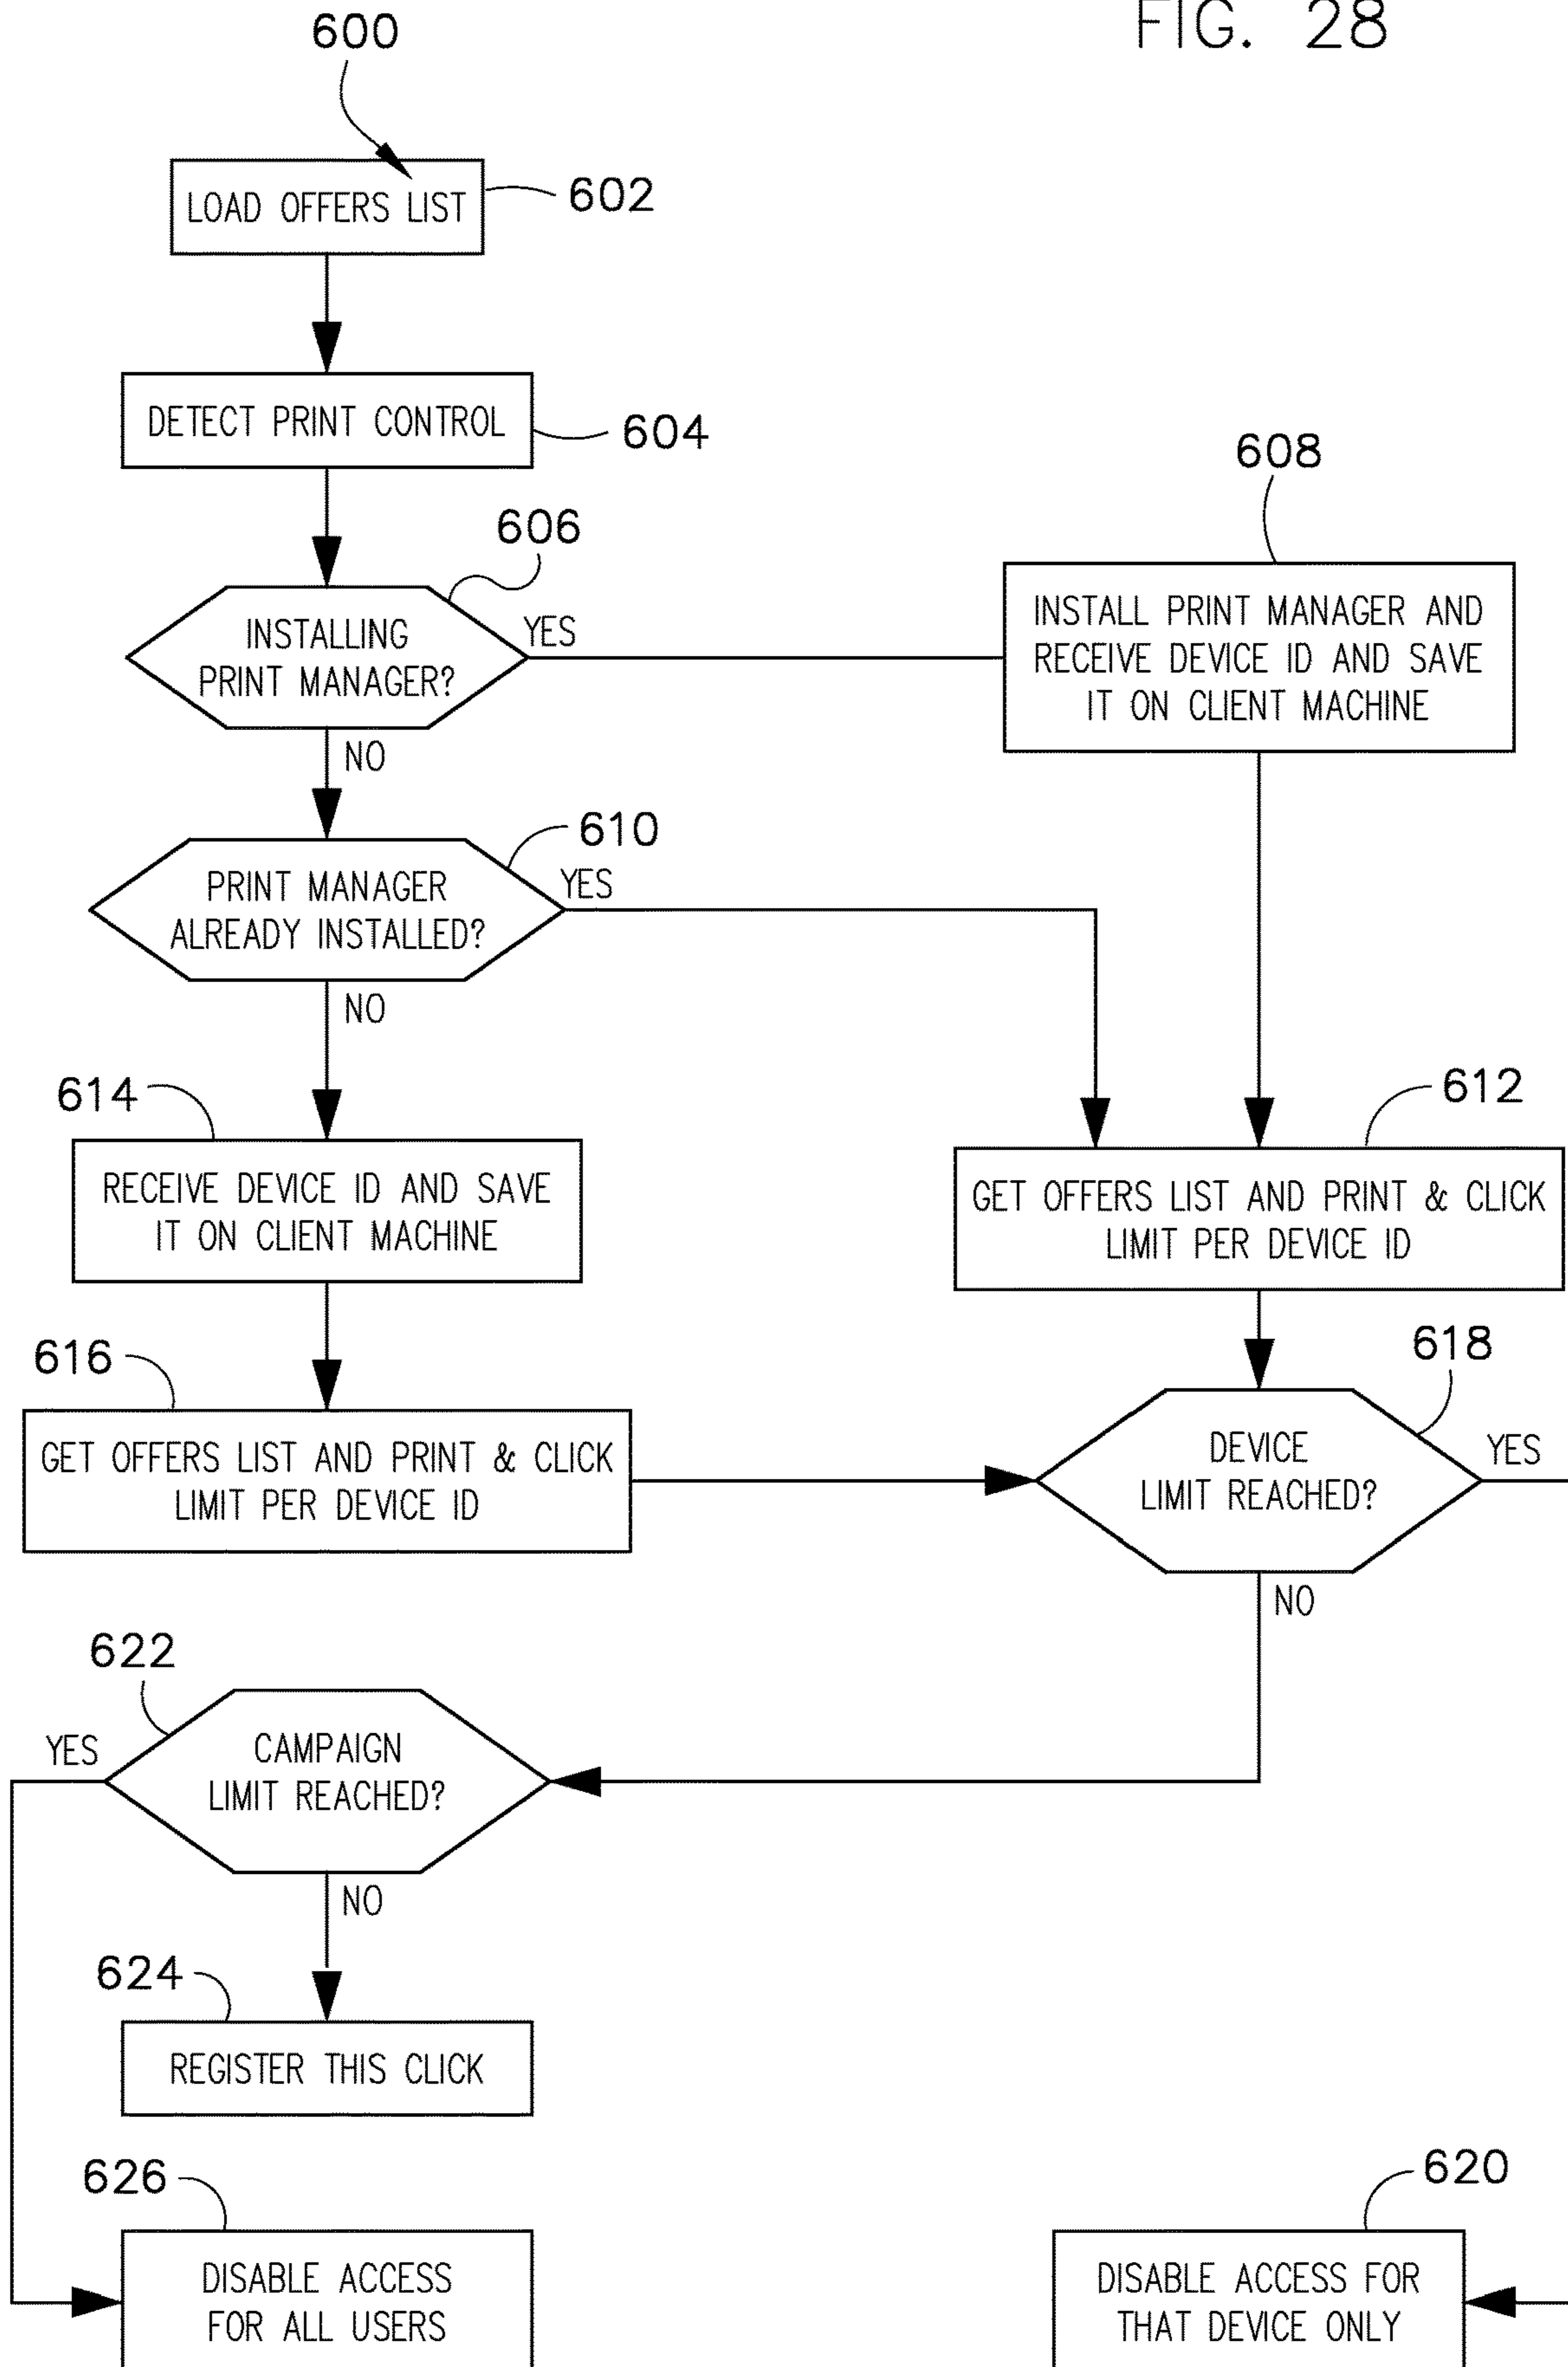 FIG. 28
600
LOAD OFFERS LIST
602
DETECT PRINT CONTROL
604
606
INSTALLING
PRINT MANAGER?
YES
NO
608
INSTALL PRINT MANAGER AND
RECEIVE DEVICE ID AND SAVE
IT ON CLIENT MACHINE
610
PRINT MANAGER
ALREADY INSTALLED?
YES
NO
614
RECEIVE DEVICE ID AND SAVE
IT ON CLIENT MACHINE
612
GET OFFERS LIST AND PRINT & CLICK
LIMIT PER DEVICE ID
616
GET OFFERS LIST AND PRINT & CLICK
LIMIT PER DEVICE ID
618
DEVICE
LIMIT REACHED?
YES
NO
622
CAMPAIGN
LIMIT REACHED?
YES
NO
624
REGISTER THIS CLICK
626
DISABLE ACCESS
FOR ALL USERS
620
DISABLE ACCESS FOR
THAT DEVICE ONLY